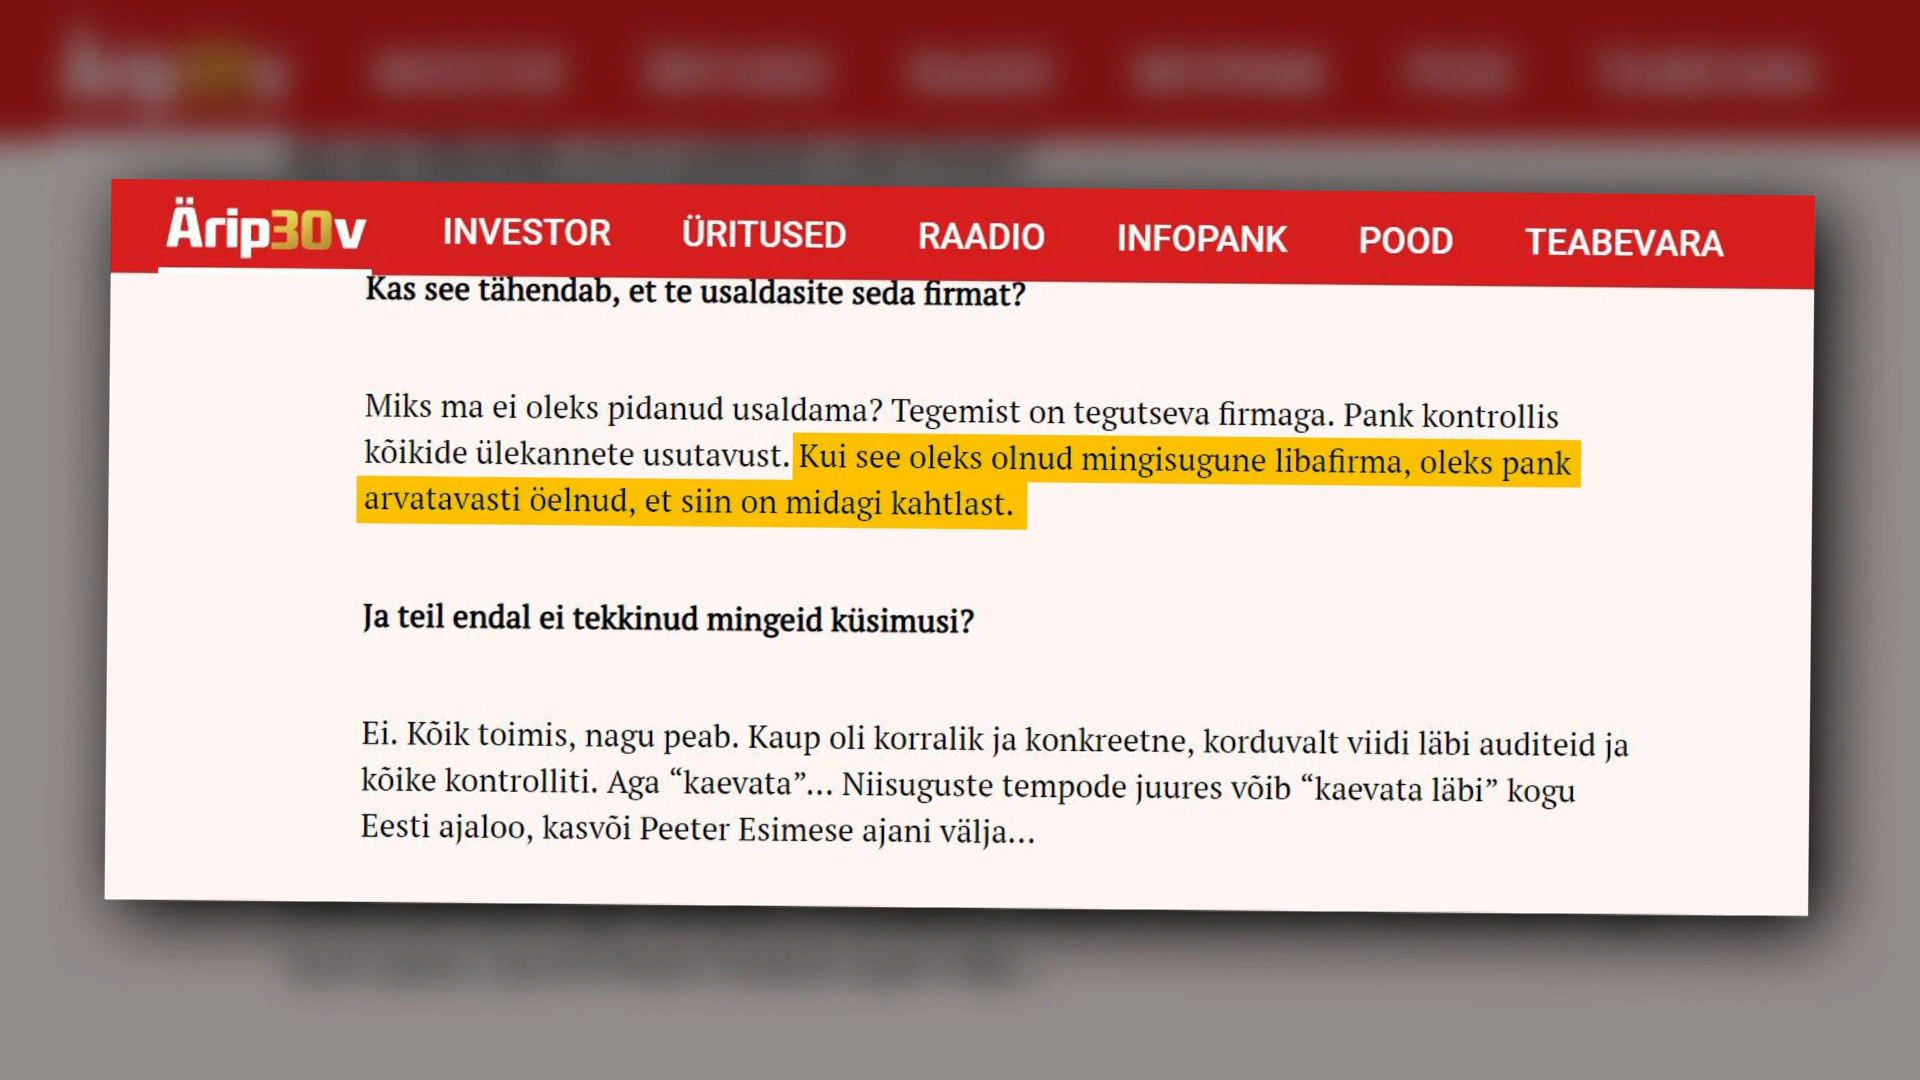 Ärip30v INVESTOR ÜRITUSED RAADIO INFOPANK POOD TEABEVARA
Kas see tähendab, et te usaldasite seda firmat?
Miks ma ei oleks pidanud usaldama? Tegemist on tegutseva firmaga. Pank kontrollis
kõikide ülekannete usutavust. Kui see oleks olnud mingisugune libafirma, oleks pank
arvatavasti öelnud, et siin on midagi kahtlast.
Ja teil endal ei tekkinud mingeid küsimusi?
Ei. Kõik toimis, nagu peab. Kaup oli korralik ja konkreetne, korduvalt viidi läbi auditeid ja
kõike kontrolliti. Aga “kaevata”... Niisuguste tempode juures võib “kaevata läbi” kogu
Eesti ajaloo, kasvõi Peeter Esimese ajani välja...